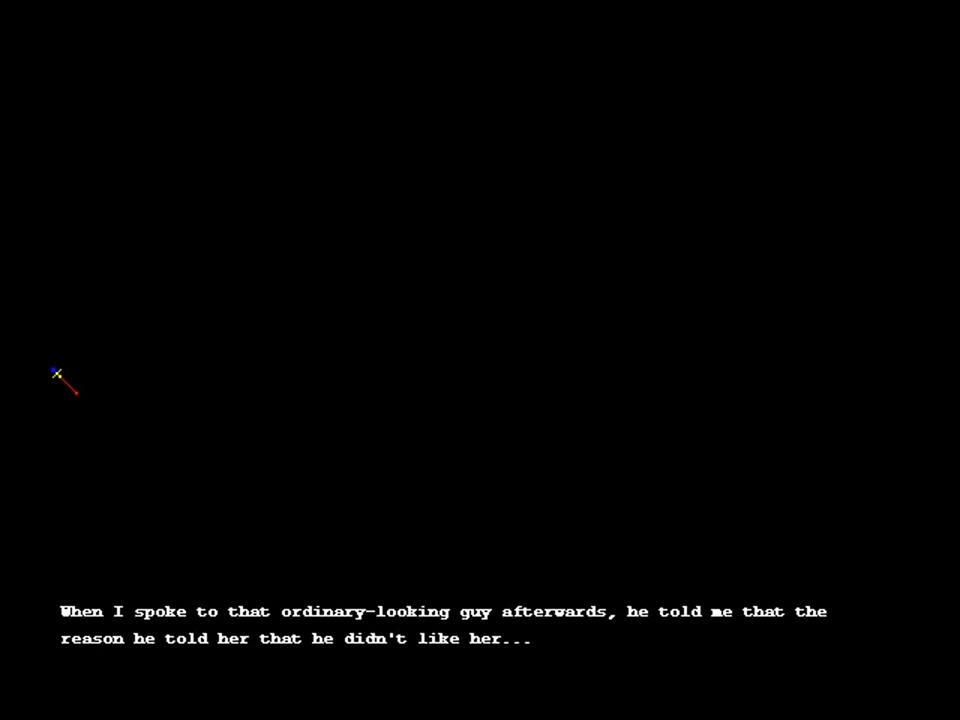 When I spoke to that ordinary-looking guy afterwards, he told me that the
reason he told her that he didn't like her...